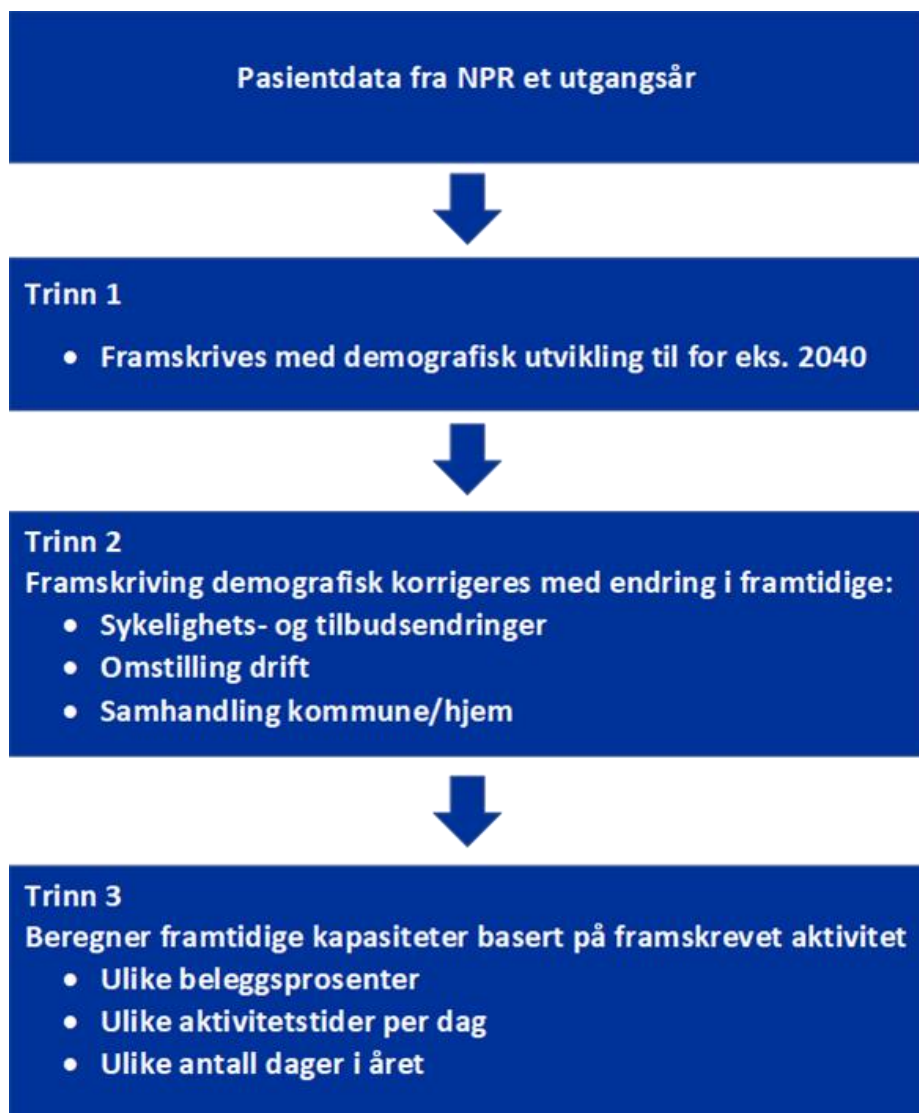 Pasientdata fra NPR et utgangsår
Trinn 1
• Framskrives med demografisk utvikling til for eks. 2040
Trinn 2
Framskriving demografisk korrigeres med endring i framtidige:
• Sykelighets- og tilbudsendringer
• Omstilling drift
• Samhandling kommune/hjem
Trinn 3
Beregner framtidige kapasiteter basert på framskrevet aktivitet
• Ulike beleggsprosenter
• Ulike aktivitetstider per dag
• Ulike antall dager i året